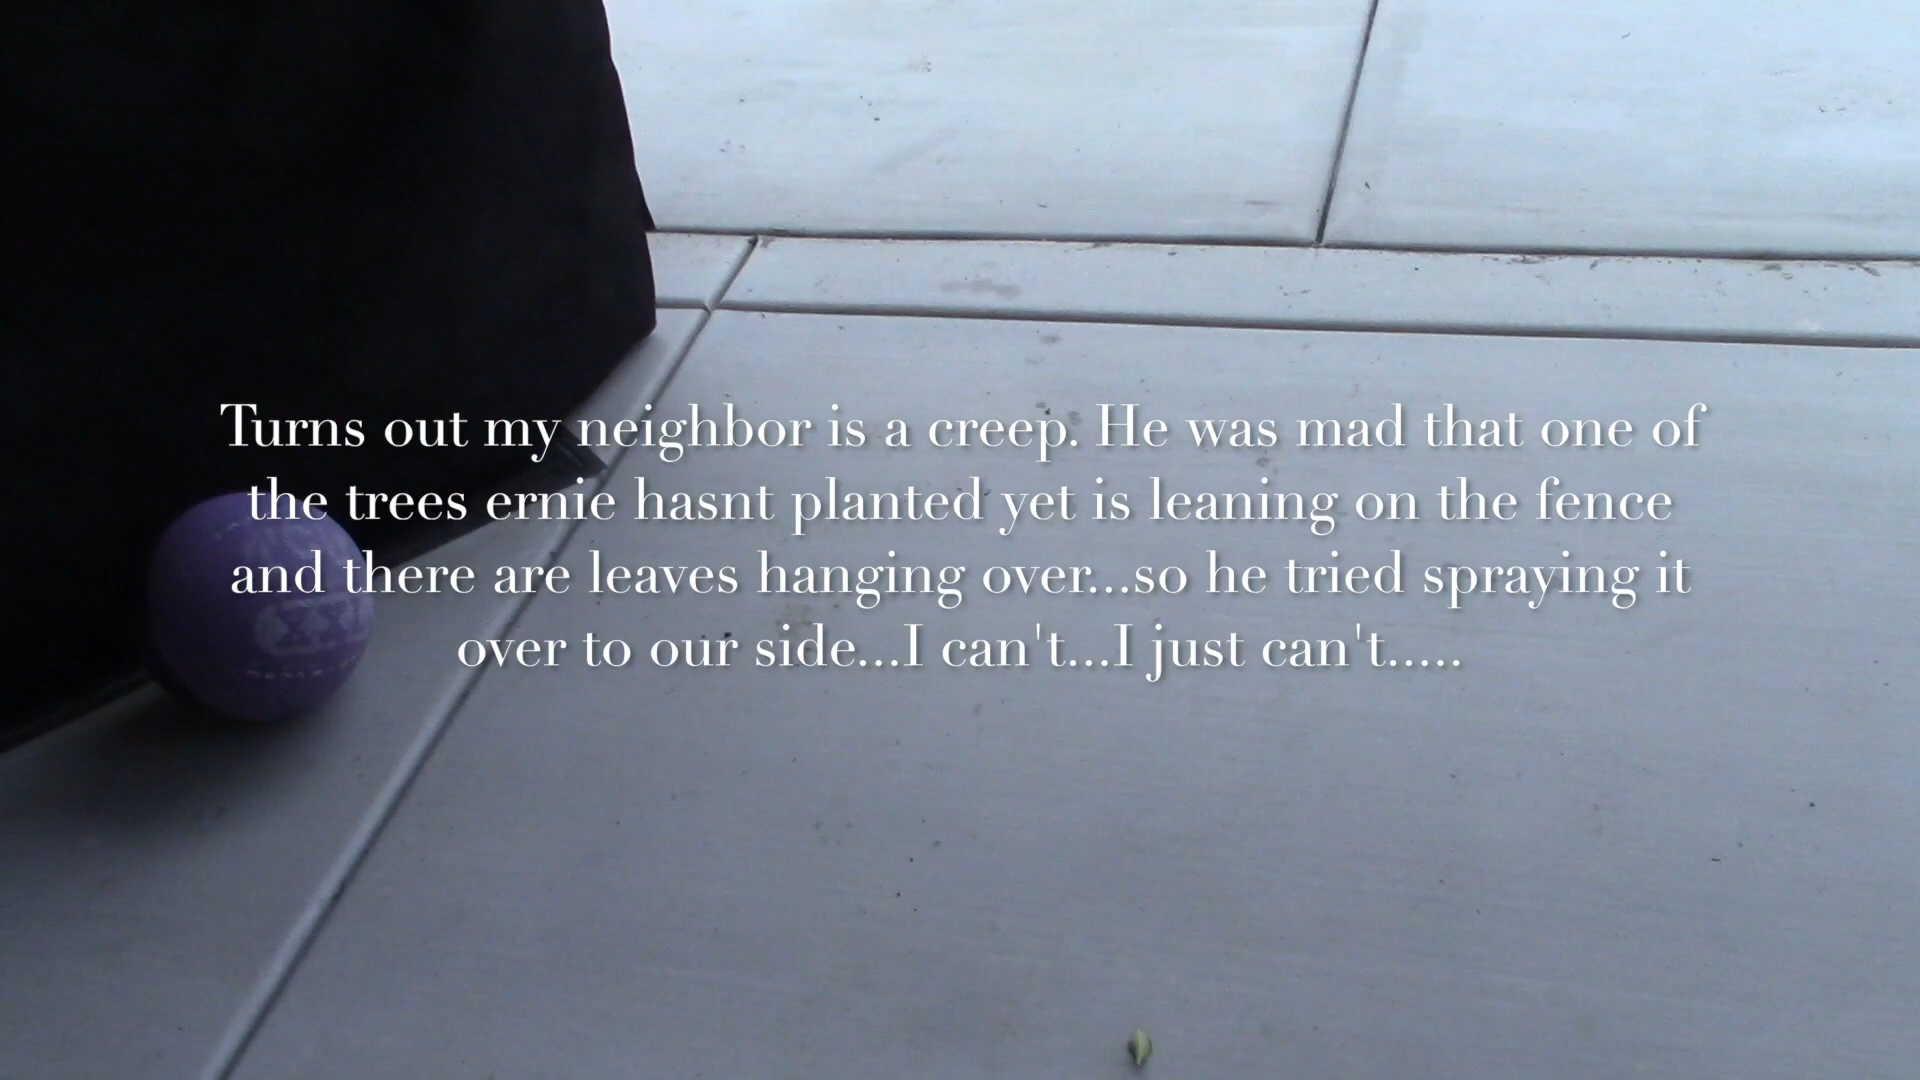 Turns out my neighbor is a creep. He was mad that one of
the trees ernie hasnt planted yet is leaning on the fence
and there are leaves hanging over...so he tried spraying it
over to our side...I can't...I just can't.....